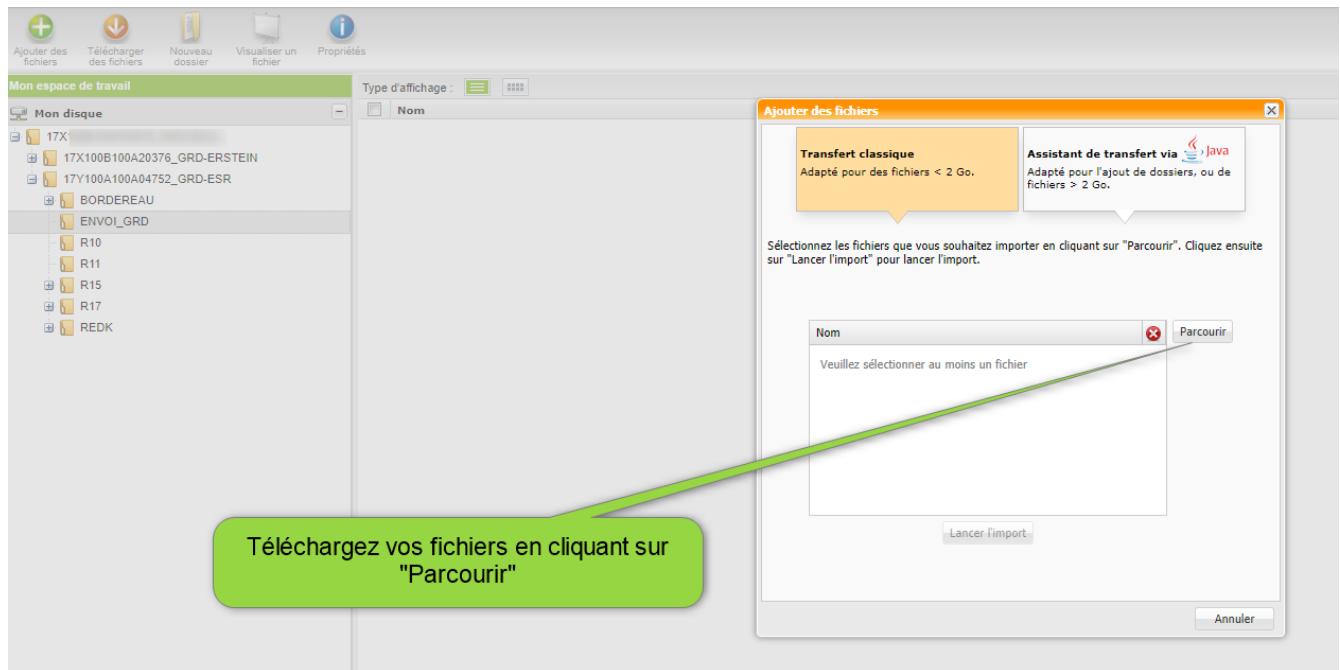 Ajouter des
fichiers
Télécharger
des fichiers
Nouveau
dossier
Visualiser un
fichier
Propriétés
Mon espace de travail
Type d'affichage :
Mon disque
Nom
17X
17X100B100A20376_GRD-ERSTEIN
17Y100A100A04752_GRD-ESR
BORDEREAU
ENVOI_GRD
R10
R11
R15
R17
REDK
Ajouter des fichiers
Transfert classique
Adapté pour des fichiers < 2 Go.
Assistant de transfert via Java
Adapté pour l'ajout de dossiers, ou de
fichiers > 2 Go.
Sélectionnez les fichiers que vous souhaitez importer en cliquant sur "Parcourir". Cliquez ensuite
sur "Lancer l'import" pour lancer l'import.
Nom
Parcourir
Veuillez sélectionner au moins un fichier
Lancer l'import
Annuler
Téléchargez vos fichiers en cliquant sur
"Parcourir"